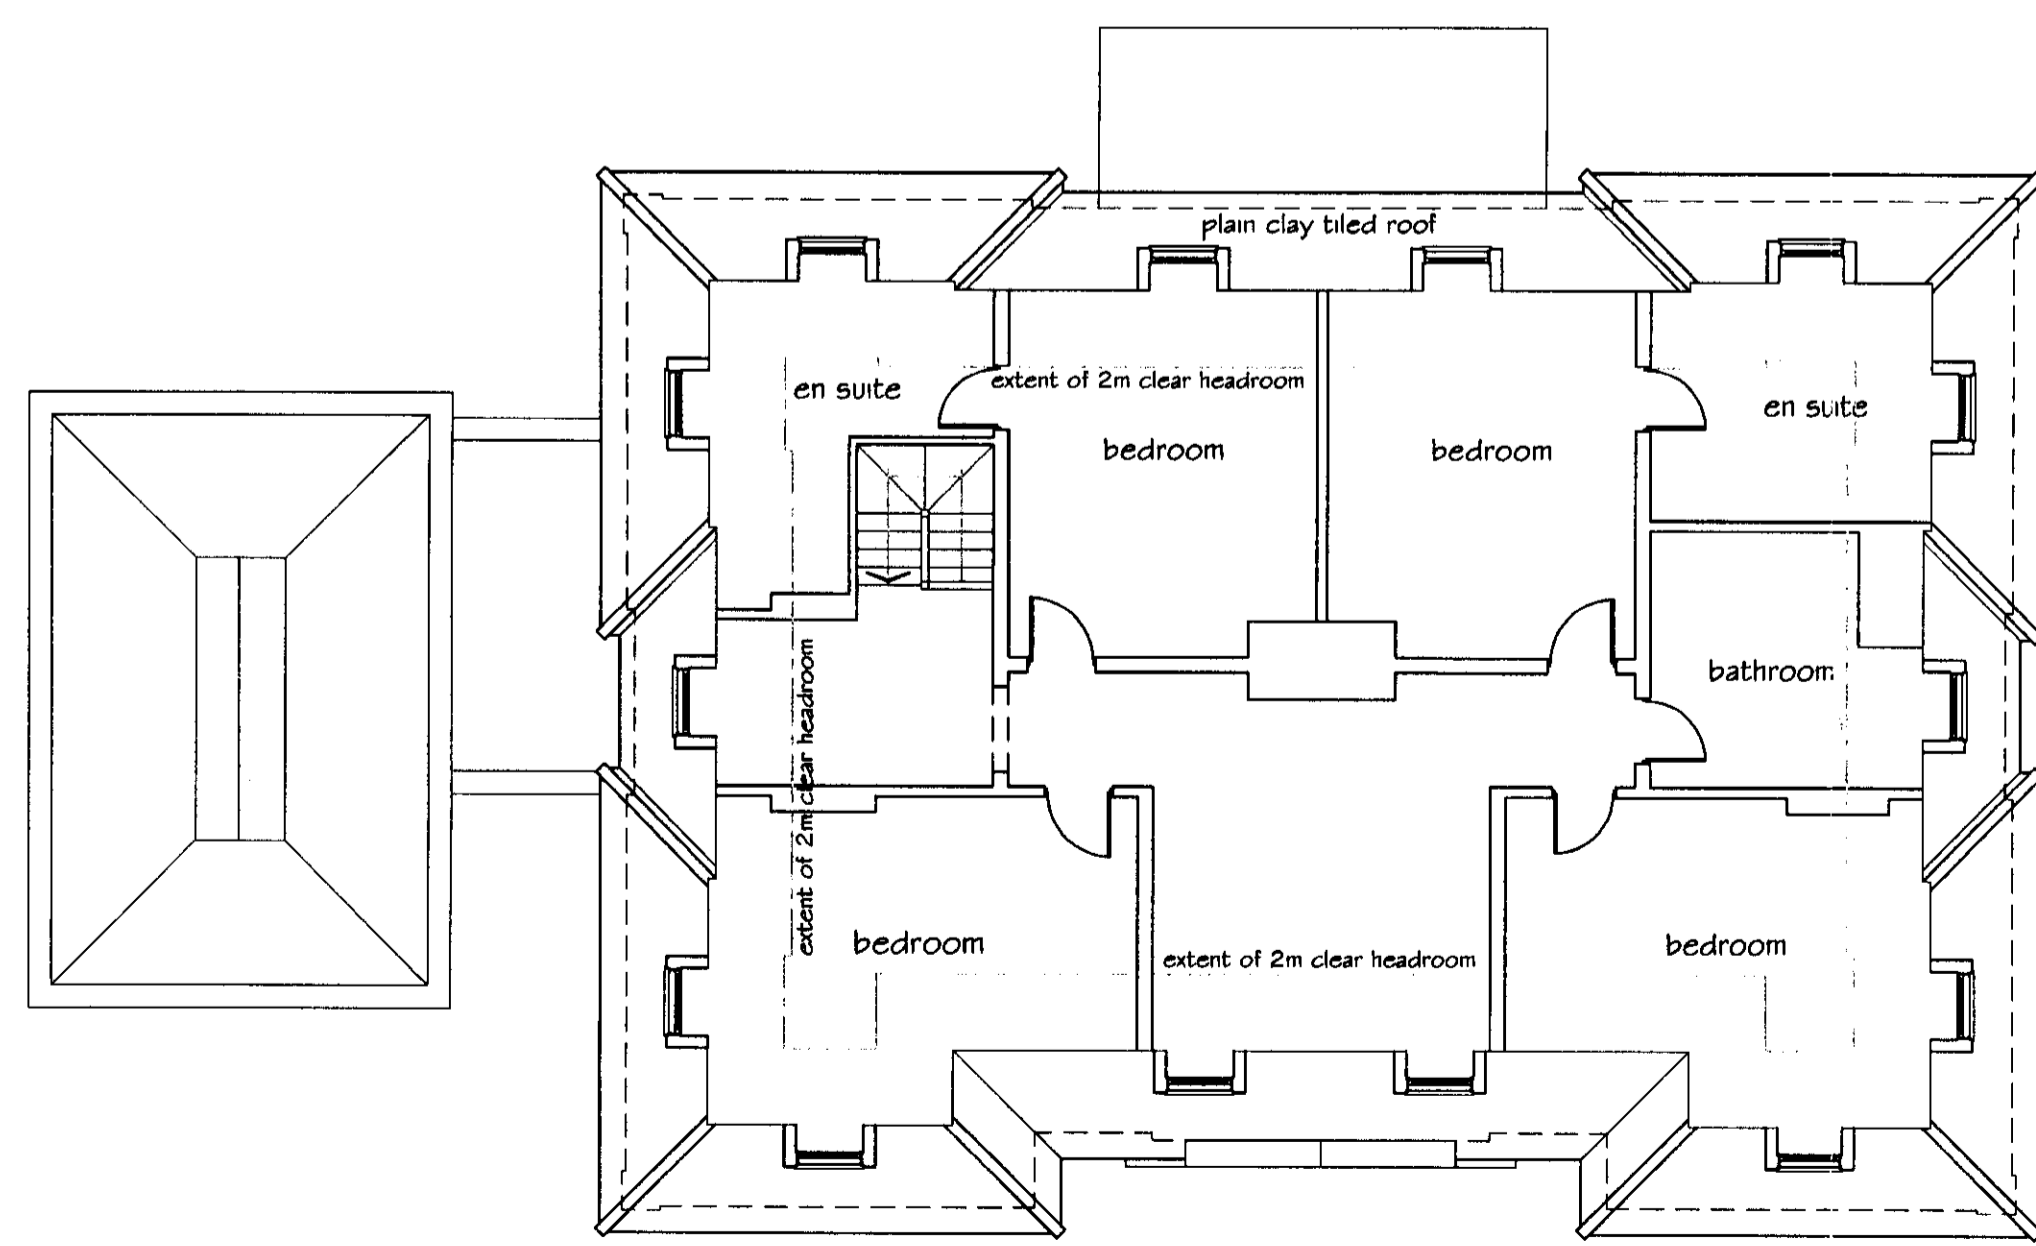 plain clay tiled roof
en suite
extent of 2m clear headroom
en suite
bedroom
bedroom
bathroom
extent of 2m clear headroom
bedroom
extent of 2m clear headroom
bedroom